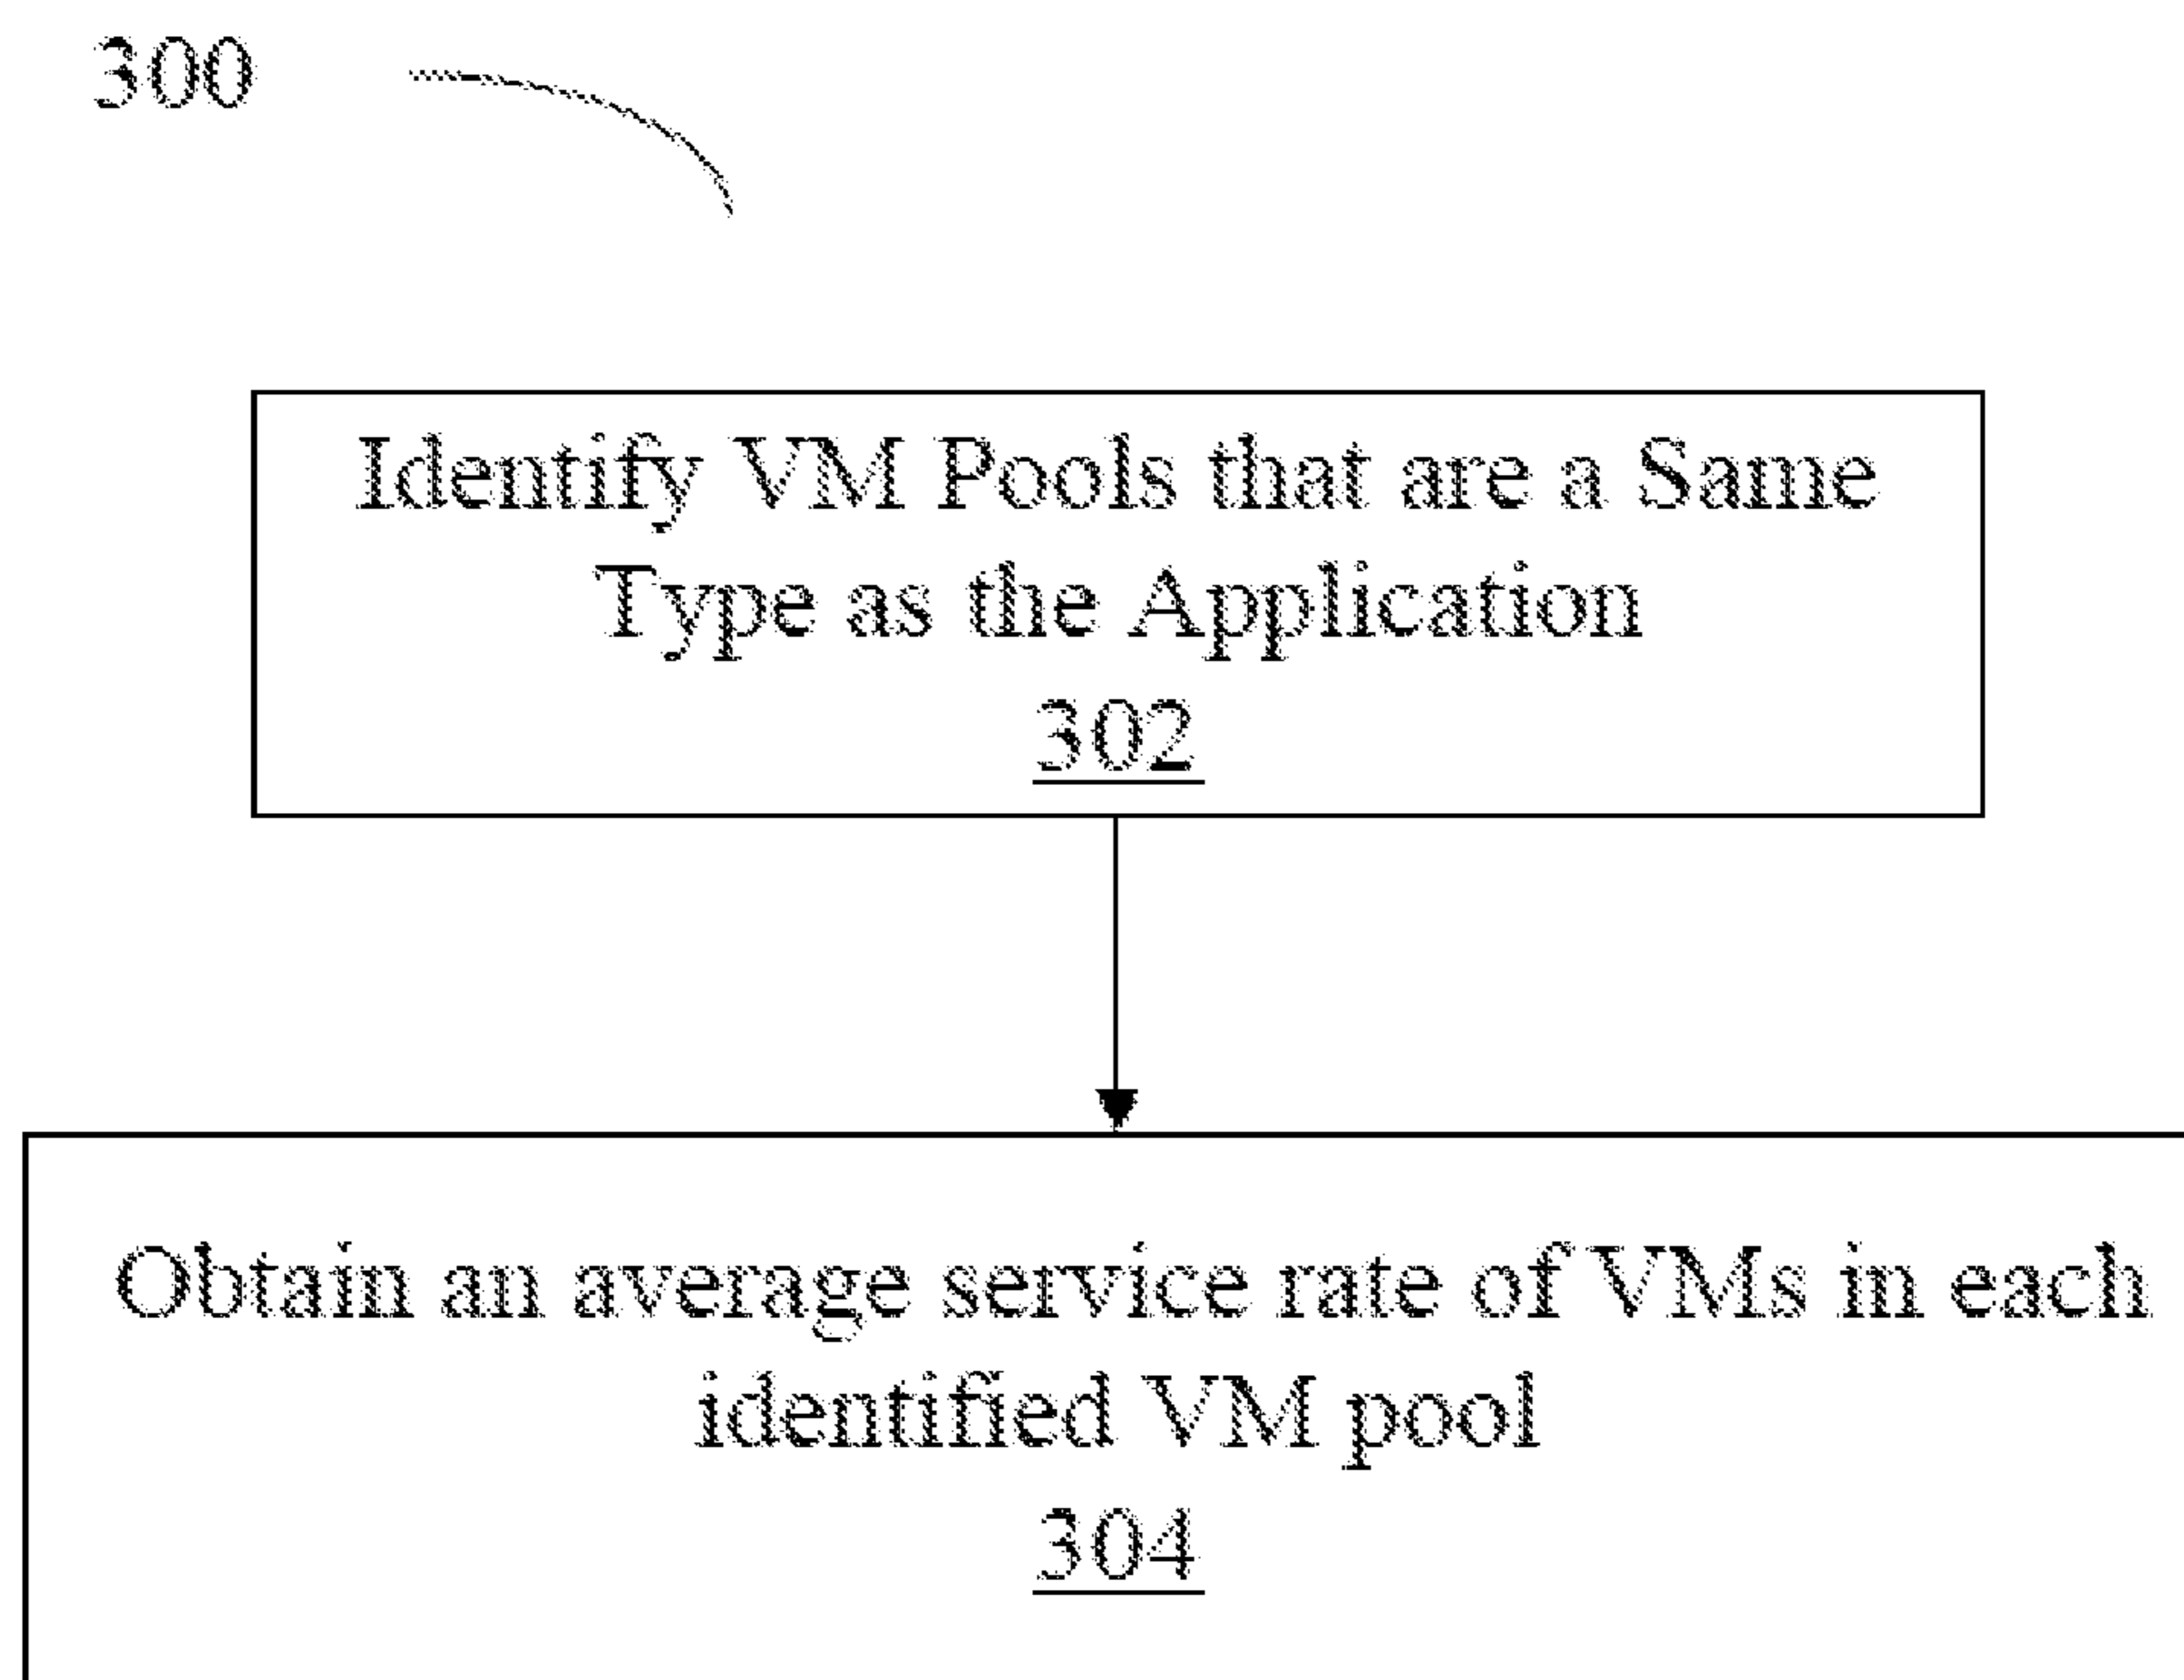 300
Identify VM Pools that are a Same
Type as the Application
302
Obtain an average service rate of VMs in each
identified VM pool
304